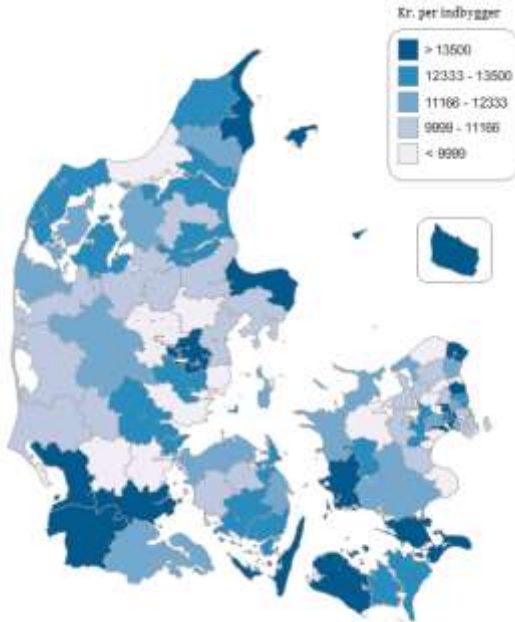 Kr. per indbygger
> 13500
12333 - 13500
11166 - 12333
9999 - 11166
< 9999